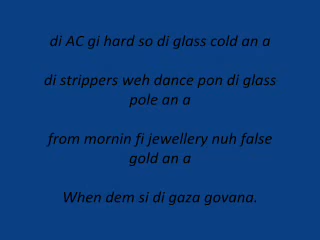 di AC gi hard so di glass cold an a
di strippers weh dance pon di glass
pole an a
from mornin fi jewellery nuh false
gold an a
When dem si di gaza govana.